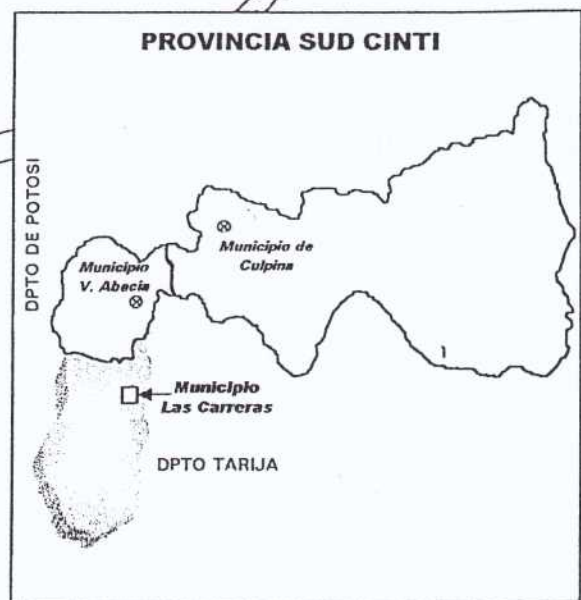 PROVINCIA SUD CINTI
DPTO DE POTOSI
Municipio de
Culpina
Municipio
V. Abecia
Municipio
Las Carreras
DPTO TARIJA
1